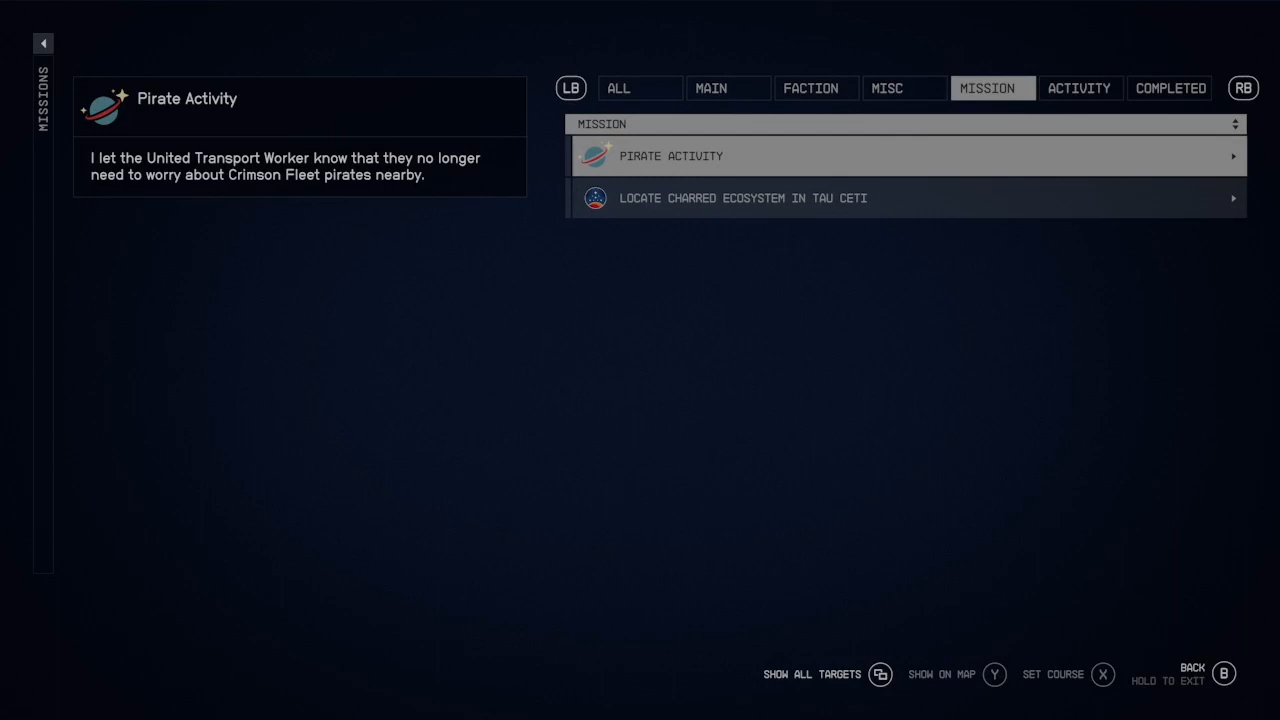 MISSIONS
Pirate Activity
I let the United Transport Worker know that they no longer
need to worry about Crimson Fleet pirates nearby.
LB ALL MAIN FACTION MISC MISSION ACTIVITY COMPLETED RB
MISSION
PIRATE ACTIVITY
LOCATE CHARRED ECOSYSTEM IN TAU CETI
SHOW ALL TARGETS SHOW ON MAP Y SET COURSE X BACK B
HOLD TO EXIT